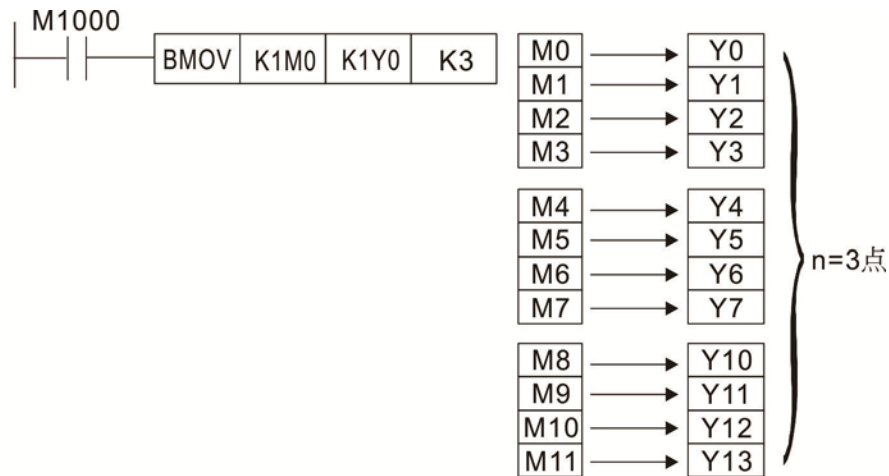 M1000
BMOV K1M0 K1Y0 K3
M0 Y0
M1 Y1
M2 Y2
M3 Y3
M4 Y4
M5 Y5
M6 Y6
M7 Y7
n=3点
M8 Y10
M9 Y11
M10 Y12
M11 Y13